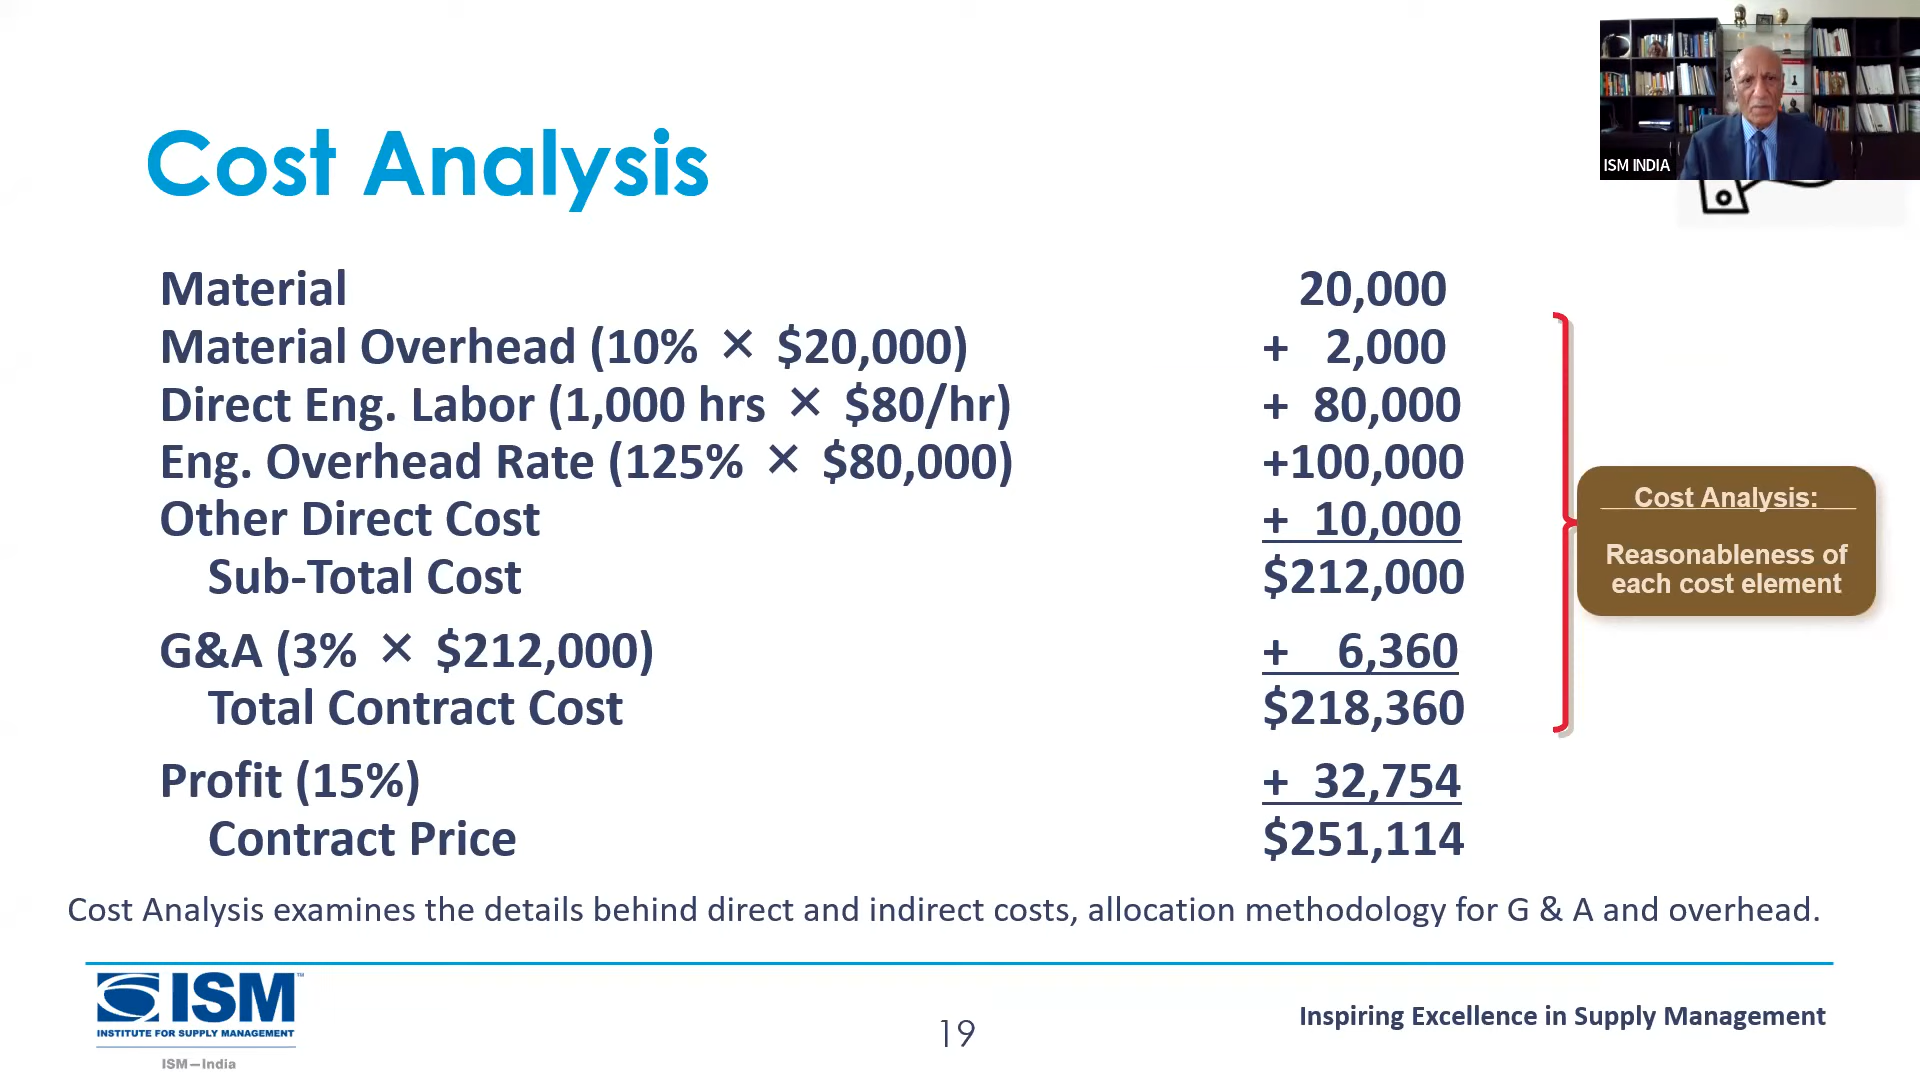 Cost Analysis
ISM INDIA
Material 20,000
Material Overhead (10% × $20,000) + 2,000
Direct Eng. Labor (1,000 hrs × $80/hr) + 80,000
Eng. Overhead Rate (125% × $80,000) +100,000
Other Direct Cost + 10,000
Sub-Total Cost $212,000
G&A (3% × $212,000) + 6,360
Total Contract Cost $218,360
Profit (15%) + 32,754
Contract Price $251,114
Cost Analysis:
Reasonableness of
each cost element
Cost Analysis examines the details behind direct and indirect costs, allocation methodology for G & A and overhead.
ISM™
INSTITUTE FOR SUPPLY MANAGEMENT
ISM—India
19
Inspiring Excellence in Supply Management